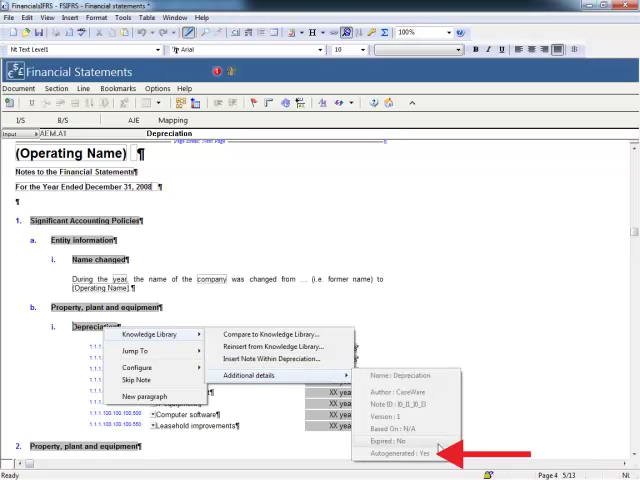 FinancialsIFRS - FSIFRS - Financial statements *
File Edit View Insert Format Tools Table Window Help
100%
Nt Text Level1 Arial 10 B I U
Financial Statements
Document Section Line Bookmarks Options Help
I/S B/S AJE Mapping
Input AEM.A1 Depreciation
(Operating Name) ¶
Notes to the Financial Statements¶
For the Year Ended December 31, 2008 ¶
¶
1. Significant Accounting Policies¶
a. Entity information¶
i. Name changed¶
During the year, the name of the company was changed from ... (i.e. former name) to
[Operating Name].¶
b. Property, plant and equipment¶
i. Depreciation¶
Knowledge Library
Jump To
Configure
Skip Note
New paragraph
Compare to Knowledge Library...
Reinsert from Knowledge Library...
Insert Note Within Depreciation...
Additional details
Name : Depreciation
Author : CaseWare
Version : 1
Based On : N/A
Expired : No
Autogenerated : Yes
1.1.1.100.100.500 Computer software¶ XX yea
1.1.1.100.100.550 Leasehold improvements¶ XX yea
2. Property, plant and equipment¶
Ready Page 4 5/13 NL